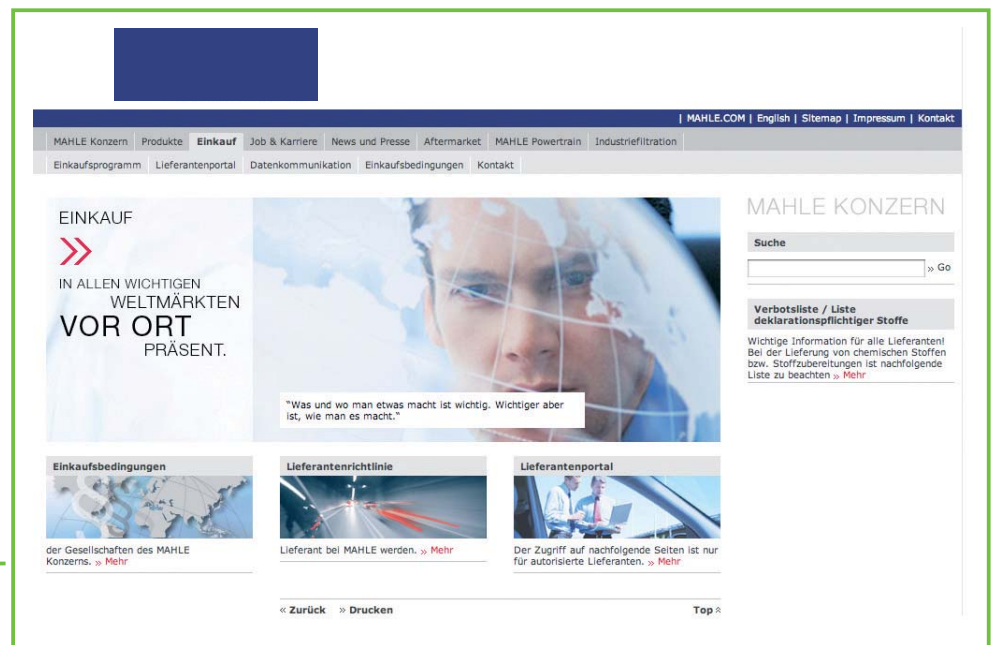 | MAHLE.COM | English | Sitemap | Impressum | Kontakt
MAHLE Konzern Produkte Einkauf Job & Karriere News und Presse Aftermarket MAHLE Powertrain Industriefiltration
Einkaufsprogramm Lieferantenportal Datenkommunikation Einkaufsbedingungen Kontakt
EINKAUF
IN ALLEN WICHTIGEN
WELTMÄRKTEN
VOR ORT
PRÄSENT.
"Was und wo man etwas macht ist wichtig. Wichtiger aber
ist, wie man es macht."
MAHLE KONZERN
Suche
» Go
Verbotsliste / Liste
deklarationspflichtiger Stoffe
Wichtige Information für alle Lieferanten!
Bei der Lieferung von chemischen Stoffen
bzw. Stoffzubereitungen ist nachfolgende
Liste zu beachten » Mehr
Einkaufsbedingungen
der Gesellschaften des MAHLE
Konzerns. » Mehr
Lieferantenrichtlinie
Lieferant bei MAHLE werden. » Mehr
Lieferantenportal
Der Zugriff auf nachfolgende Seiten ist nur
für autorisierte Lieferanten. » Mehr
« Zurück » Drucken Top